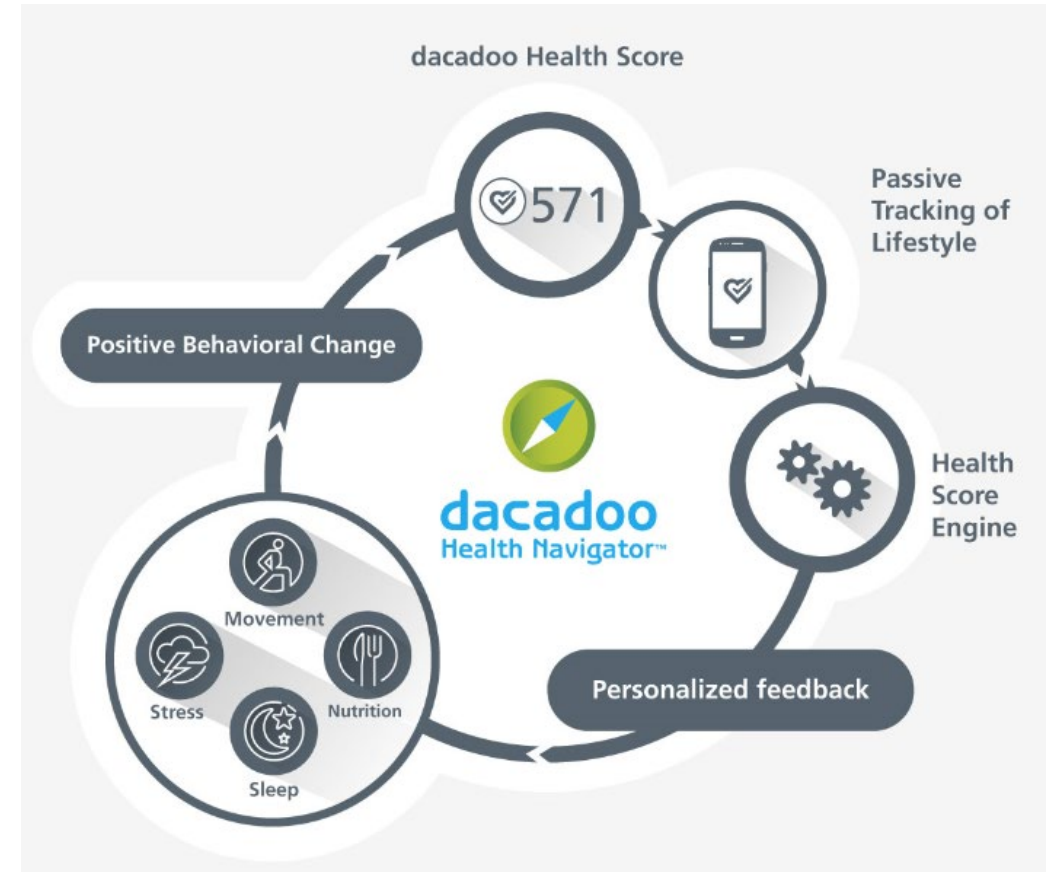 dacadoo Health Score
571
Passive
Tracking of
Lifestyle
Positive Behavioral Change
dacadoo
Health Navigator™
Health
Score
Engine
Movement
Stress
Nutrition
Sleep
Personalized feedback